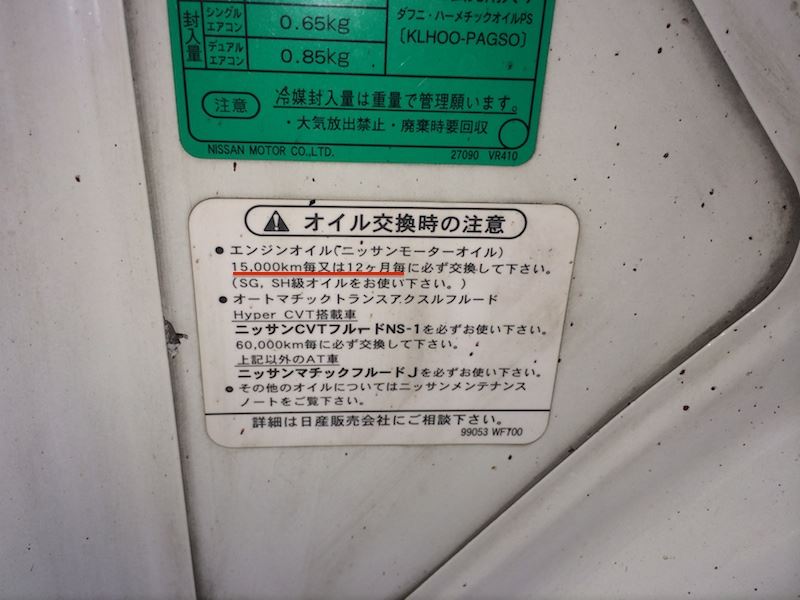 封入量
シングルエアコン 0.65kg
デュアルエアコン 0.85kg
ダフニ・ハーメチックオイルPS
〔KLHOO-PAGSO〕
注意 冷媒封入量は重量で管理願います。
・大気放出禁止・廃棄時要回収
NISSAN MOTOR CO.,LTD. 27090 VR410
オイル交換時の注意
●エンジンオイル(ニッサンモーターオイル)
15,000km毎又は12ヶ月毎に必ず交換して下さい。
(SG, SH級オイルをお使い下さい。)
●オートマチックトランスアクスルフルード
Hyper CVT搭載車
ニッサンCVTフルードNS-1を必ずお使い下さい。
60,000km毎に必ず交換して下さい。
上記以外のAT車
ニッサンマチックフルードJを必ずお使い下さい。
●その他のオイルについてはニッサンメンテナンス
ノートをご覧下さい。
詳細は日産販売会社にご相談下さい。
99053 WF700